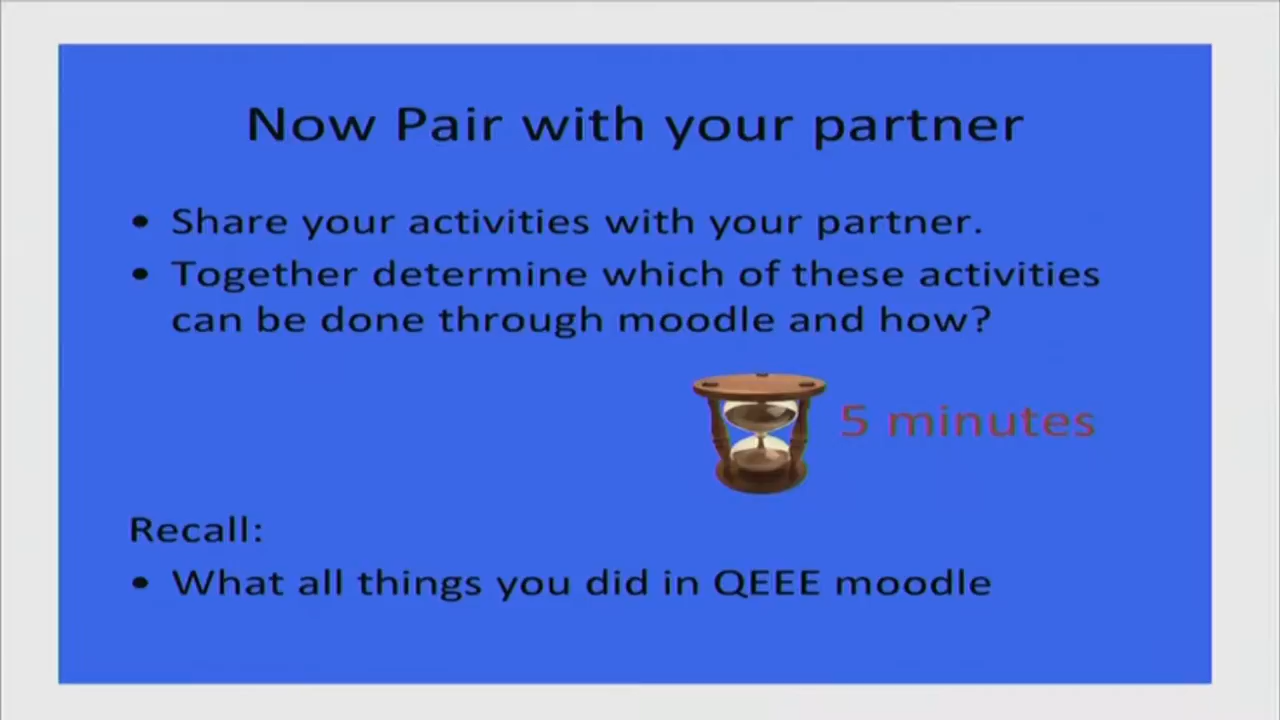 Now Pair with your partner
• Share your activities with your partner.
• Together determine which of these activities
can be done through moodle and how?
5 minutes
Recall:
• What all things you did in QEEE moodle